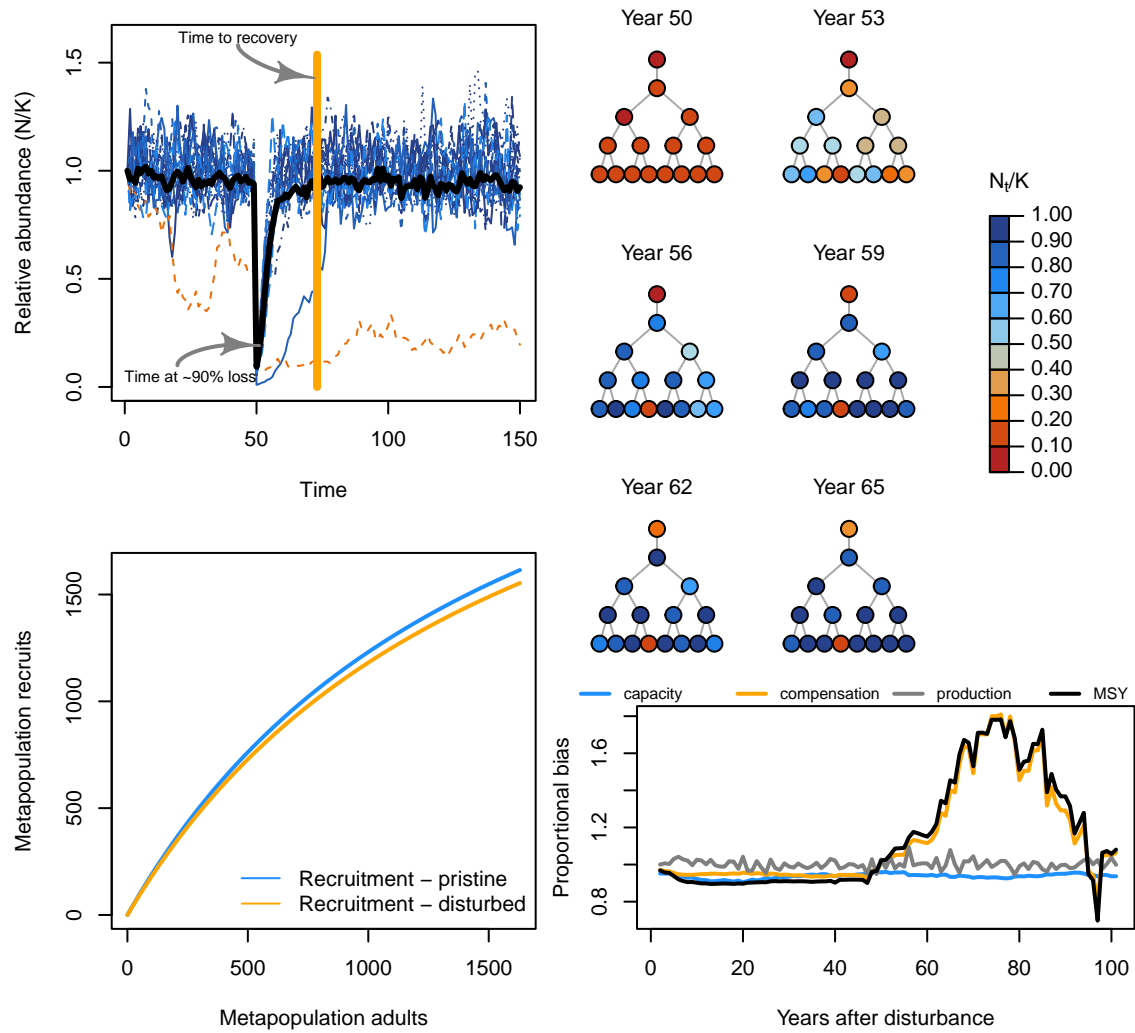 Relative abundance (N/K)
1.5
1.0
0.5
0.0
Time to recovery
Time at ~90% loss
0
50
100
150
Time
Year 50
Year 53
Year 56
Year 59
Year 62
Year 65
Nt/K
1.00
0.90
0.80
0.70
0.60
0.50
0.40
0.30
0.20
0.10
0.00
Metapopulation recruits
1500
1000
500
0
Recruitment – pristine
Recruitment – disturbed
0
500
1000
1500
Metapopulation adults
capacity
compensation
production
MSY
Proportional bias
1.6
1.2
0.8
0
20
40
60
80
100
Years after disturbance